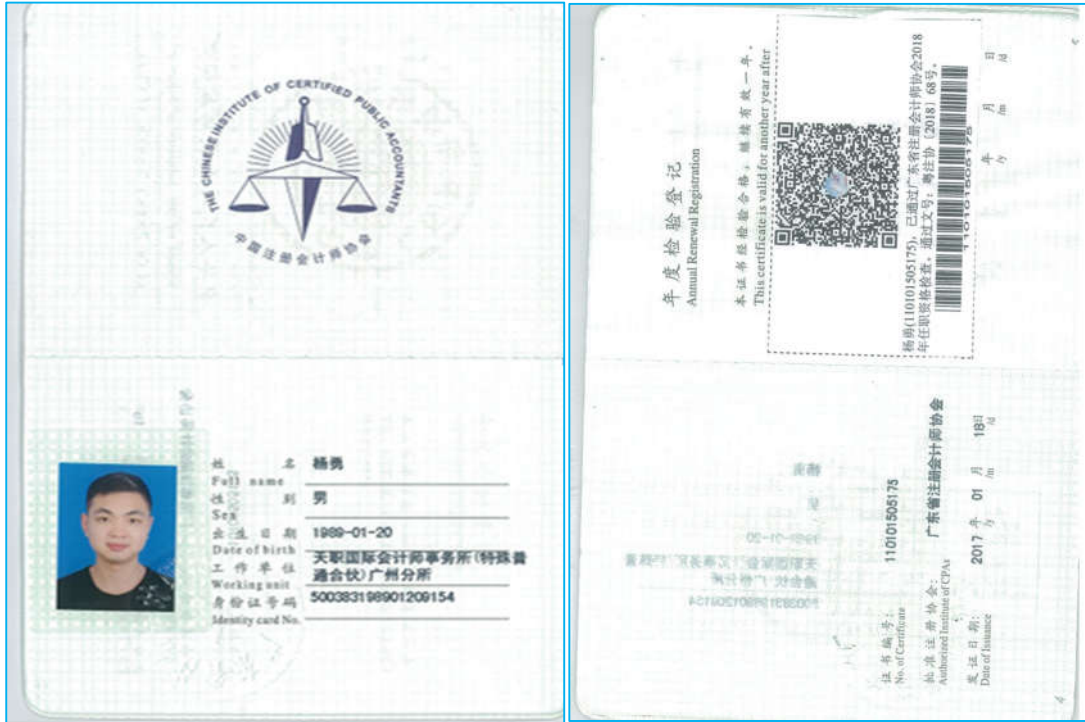 THE CHINESE INSTITUTE OF CERTIFIED PUBLIC ACCOUNTANTS
中国注册会计师协会
姓名 杨勇
Full name
性别 男
Sex
出生日期 1989-01-20
Date of birth
工作单位 天职国际会计师事务所(特殊普
通合伙)广州分所
Working unit
身份证号码 500383198901209154
Identity card No.
年度检验登记
Annual Renewal Registration
本证书经检验合格，继续有效一年。
This certificate is valid for another year after
杨勇(110101505175)，已通过广东省注册会计师协会2018
年任职资格检查。通过文号：粤注协〔2018〕68号。
110101505175
年 月 日
/y /m /d
证书编号： 110101505175
No. of Certificate
批准注册协会： 广东省注册会计师协会
Authorized Institute of CPAs
发证日期： 2017 年 01 月 18日
Date of Issuance /y /m /d
4